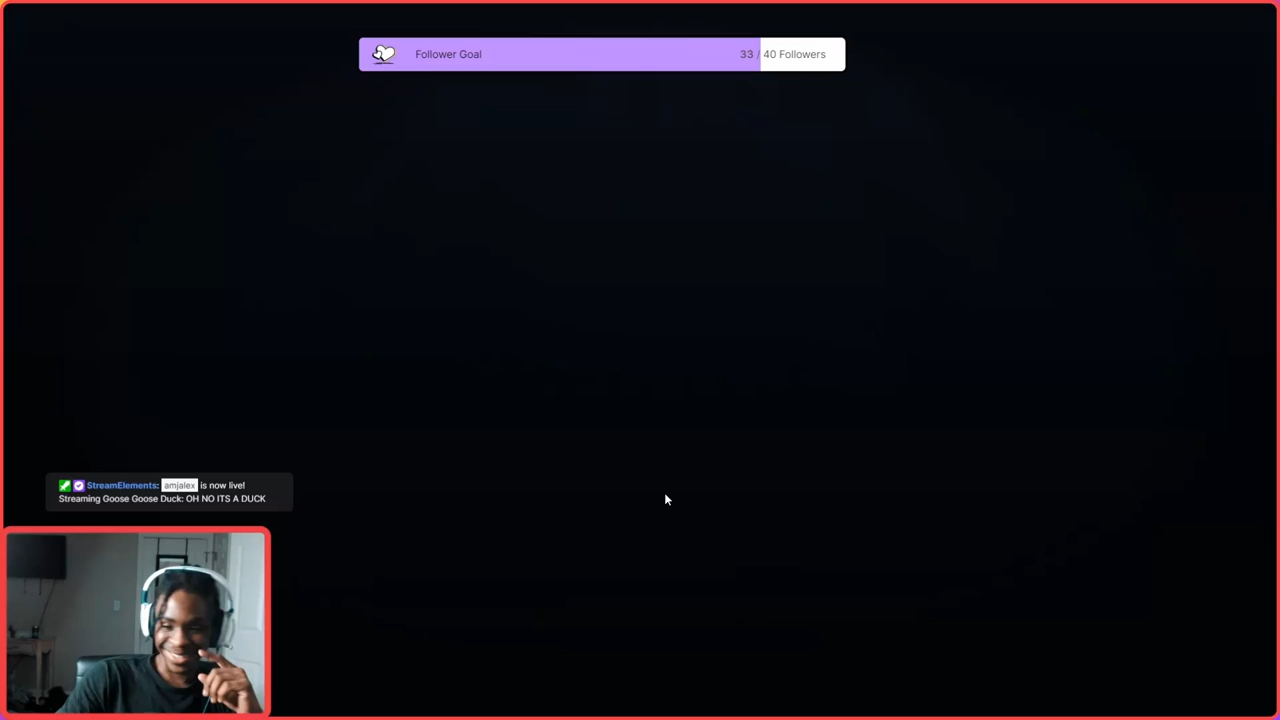 Follower Goal 33 / 40 Followers
StreamElements: amjalex is now live!
Streaming Goose Goose Duck: OH NO ITS A DUCK